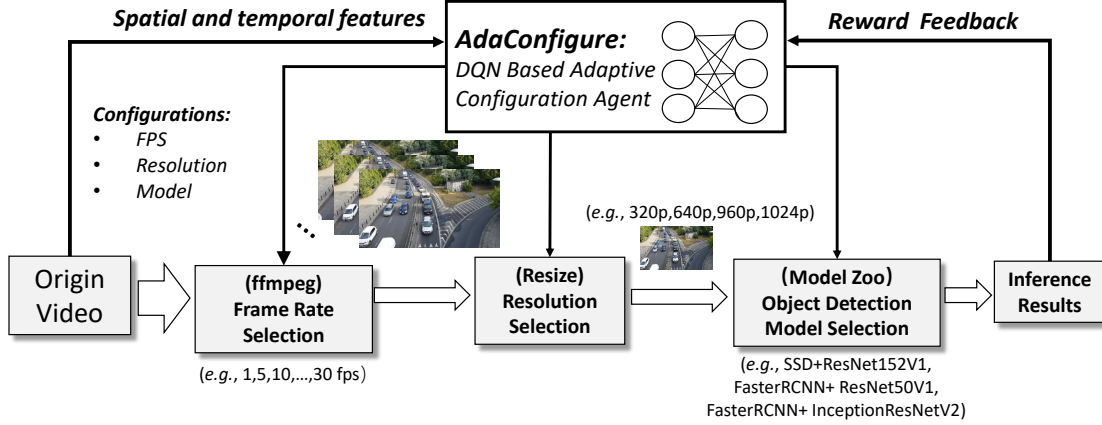 Spatial and temporal features
AdaConfigure:
DQN Based Adaptive
Configuration Agent
Reward  Feedback
Configurations:
• FPS
• Resolution
• Model
(e.g., 320p,640p,960p,1024p)
Origin
Video
(ffmpeg)
Frame Rate
Selection
(Resize)
Resolution
Selection
(Model Zoo)
Object Detection
Model Selection
Inference
Results
(e.g., 1,5,10,...,30 fps)
(e.g., SSD+ResNet152V1,
FasterRCNN+ ResNet50V1,
FasterRCNN+ InceptionResNetV2)